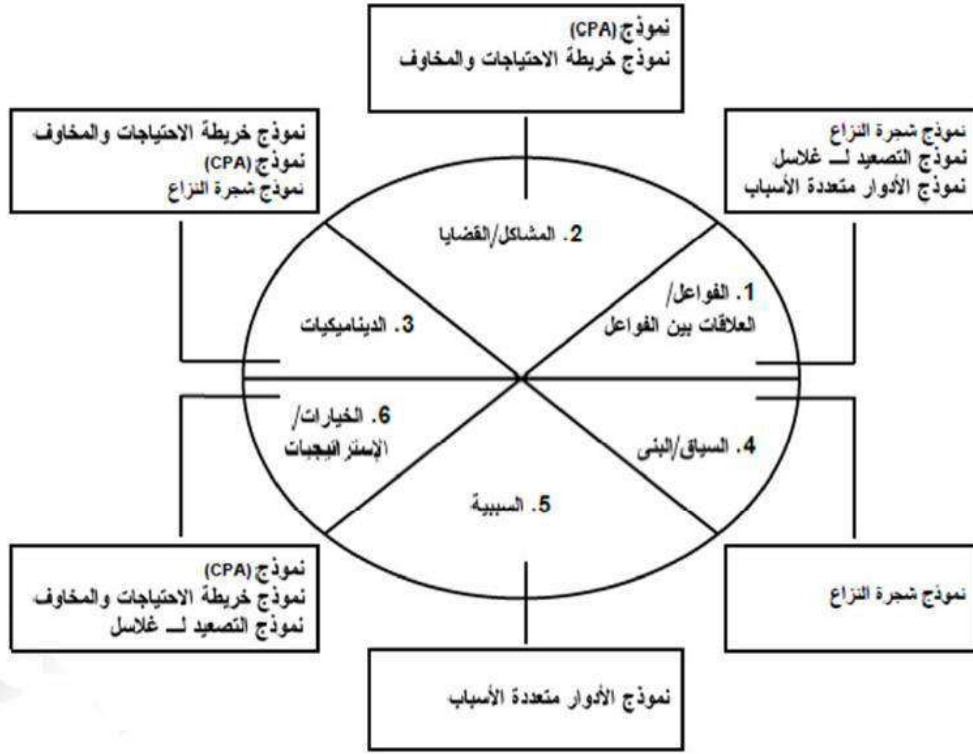 نموذج (CPA)
نموذج خريطة الاحتياجات والمخاوف
نموذج شجرة النزاع
نموذج التصعيد لــ غلاسل
نموذج الأدوار متعددة الأسباب
نموذج خريطة الاحتياجات والمخاوف
نموذج (CPA)
نموذج شجرة النزاع
2. المشاكل/القضايا
1. الفواعل/
العلاقات بين الفواعل
3. الديناميكيات
4. السياق/البنى
6. الخيارات/
الإستراتيجيات
5. السببية
نموذج شجرة النزاع
نموذج (CPA)
نموذج خريطة الاحتياجات والمخاوف
نموذج التصعيد لــ غلاسل
نموذج الأدوار متعددة الأسباب